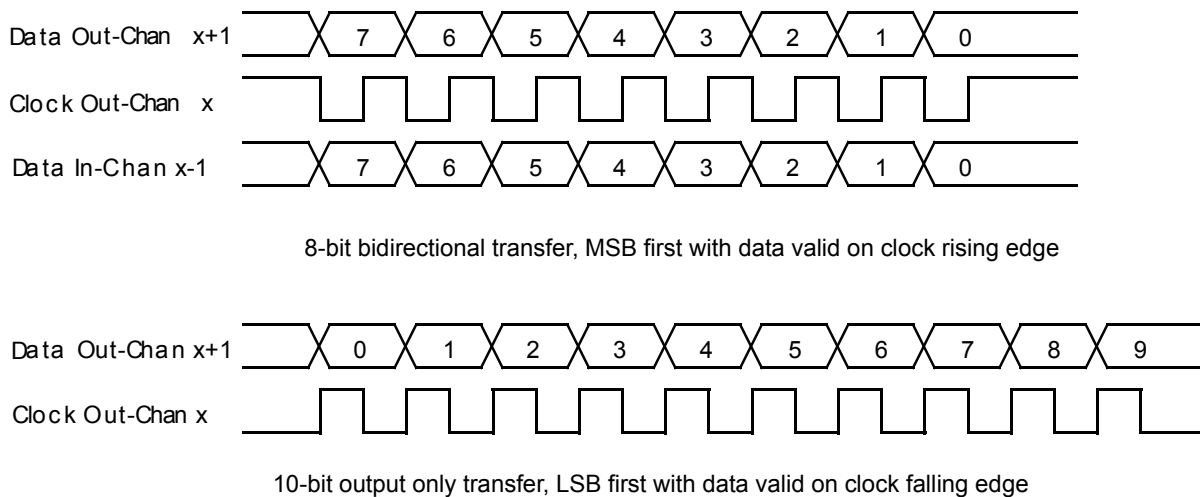 Data Out-Chan x+1 7 6 5 4 3 2 1 0
Clock Out-Chan x
Data In-Chan x-1 7 6 5 4 3 2 1 0
8-bit bidirectional transfer, MSB first with data valid on clock rising edge
Data Out-Chan x+1 0 1 2 3 4 5 6 7 8 9
Clock Out-Chan x
10-bit output only transfer, LSB first with data valid on clock falling edge